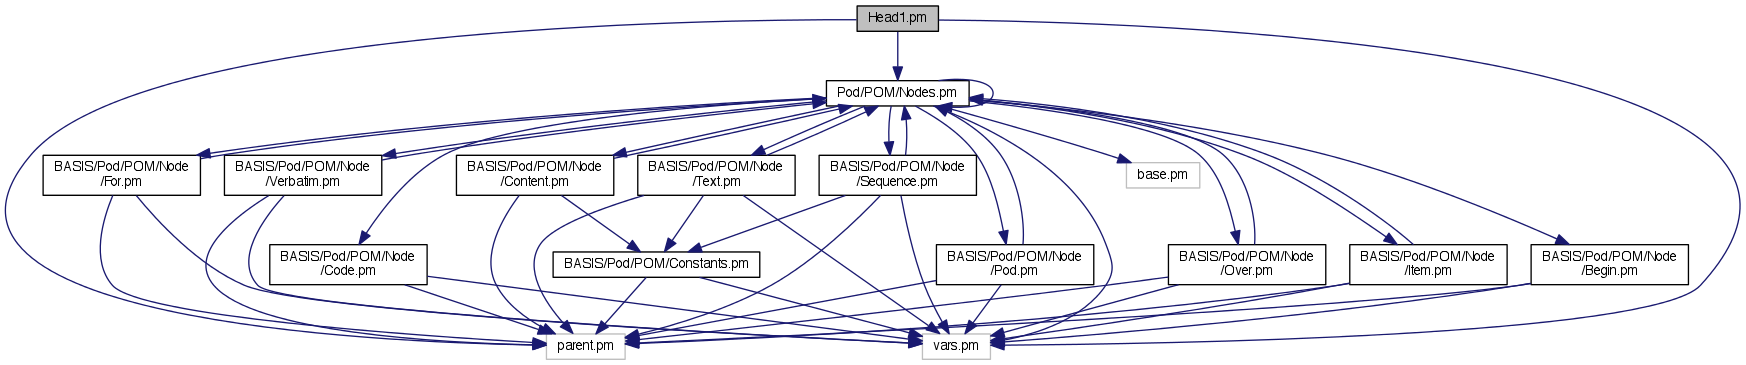 Head1.pm
Pod/POM/Nodes.pm
BASIS/Pod/POM/Node
/For.pm
BASIS/Pod/POM/Node
/Verbatim.pm
BASIS/Pod/POM/Node
/Content.pm
BASIS/Pod/POM/Node
/Text.pm
BASIS/Pod/POM/Node
/Sequence.pm
base.pm
BASIS/Pod/POM/Node
/Code.pm
BASIS/Pod/POM/Constants.pm
BASIS/Pod/POM/Node
/Pod.pm
BASIS/Pod/POM/Node
/Over.pm
BASIS/Pod/POM/Node
/Item.pm
BASIS/Pod/POM/Node
/Begin.pm
parent.pm
vars.pm